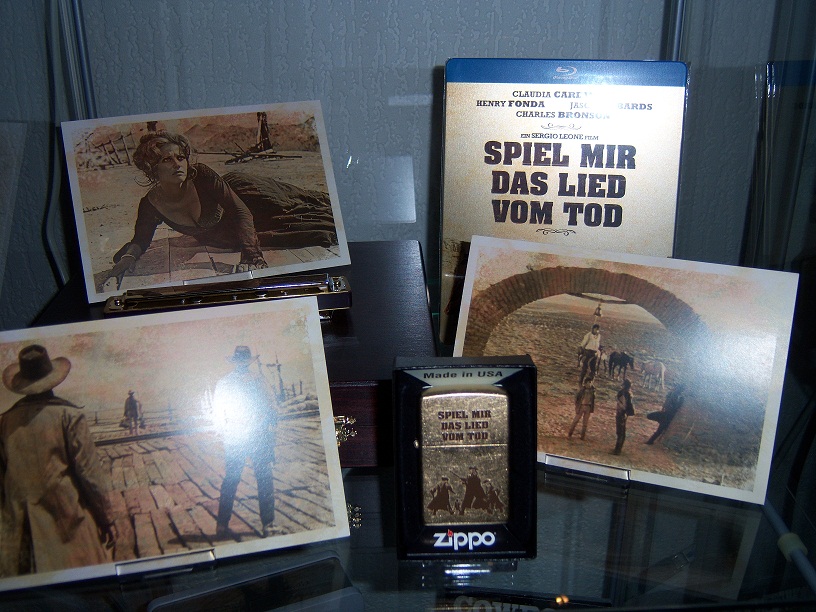 CLAUDIA
HENRY FONDA
CHARLES BRONSON
EIN SERGIO LEONE FILM
SPIEL MIR
DAS LIED
VOM TOD
Made in USA
SPIEL MIR
DAS LIED
VOM TOD
zippo